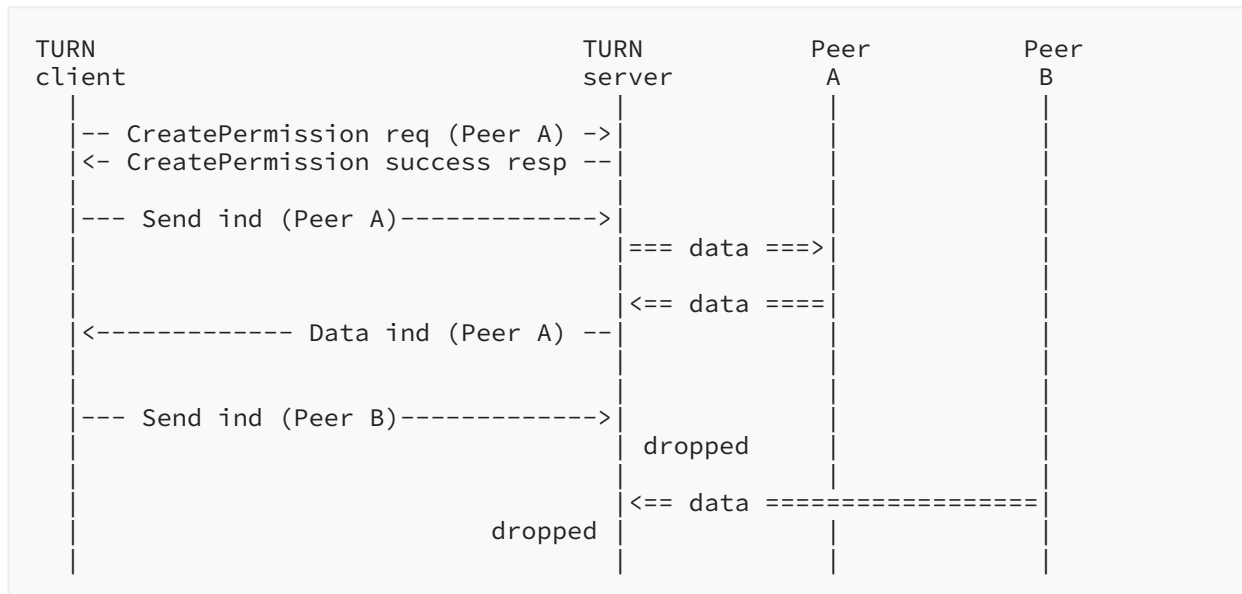 TURN                                 TURN           Peer          Peer
client                               server          A             B
  |                                    |             |             |
  |-- CreatePermission req (Peer A) ->|             |             |
  |<- CreatePermission success resp --|             |             |
  |                                    |             |             |
  |--- Send ind (Peer A)------------->|             |             |
  |                                    |=== data ===>|             |
  |                                    |             |             |
  |                                    |<== data ====|             |
  |<------------- Data ind (Peer A) --|             |             |
  |                                    |             |             |
  |                                    |             |             |
  |--- Send ind (Peer B)------------->|             |             |
  |                                    | dropped     |             |
  |                                    |             |             |
  |                                    |<== data ==================|
  |                            dropped |             |             |
  |                                    |             |             |